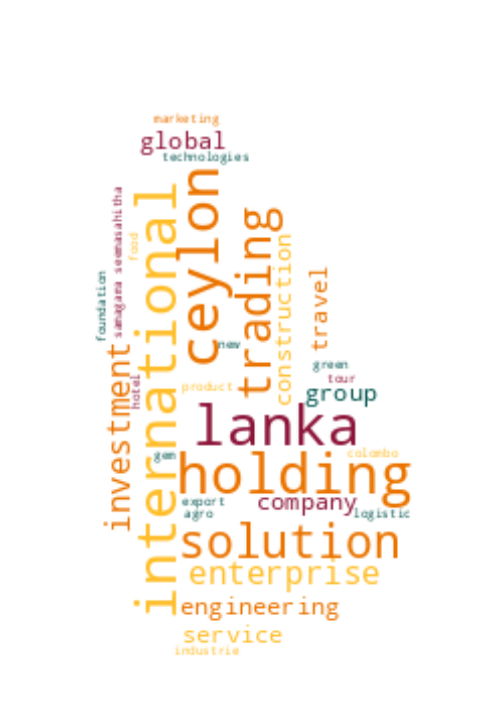 marketing
global
technologies
international
ceylon
samagama seemasahitha
food
trading
construction
travel
foundation
new
investment
hotel
green
tour
product
group
lanka
gem
colombo
holding
export
company
agro
logistic
solution
enterprise
engineering
service
industrie